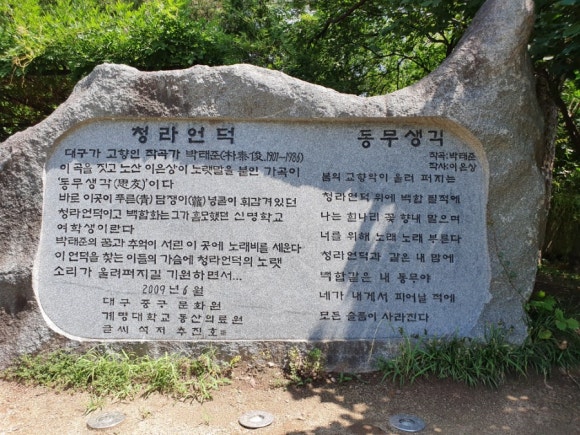 청라언덕
대구가 고향인 작곡가 박태준(朴泰俊, 1901-1986)
이 곡을 짓고 노산 이은상이 노랫말을 붙인 가곡이
'동무생각(思友)'이다
바로 이곳이 푸른(靑) 담쟁이(蘿)넝쿨이 휘감겨있던
청라언덕이고 백합화는 그가 흠모했던 신명학교
여학생이란다
박태준의 꿈과 추억이 서린 이 곳에 노래비를 세운다
이 언덕을 찾는 이들의 가슴에 청라언덕의 노랫
소리가 울려퍼지길 기원하면서...
2009년 6월
대구중구 문화원
계명대학교 동산의료원
글씨 석저 추진호
동무생각
작곡:박태준
작사:이은상
봄의 교향악이 울려 퍼지는
청라언덕 위에 백합 필적에
나는 흰나리 꽃 향내 맡으며
너를 위해 노래 노래 부른다
청라언덕과 같은 내 맘에
백합같은 내 동무야
네가 내게서 피어날 적에
모든 슬픔이 사라진다